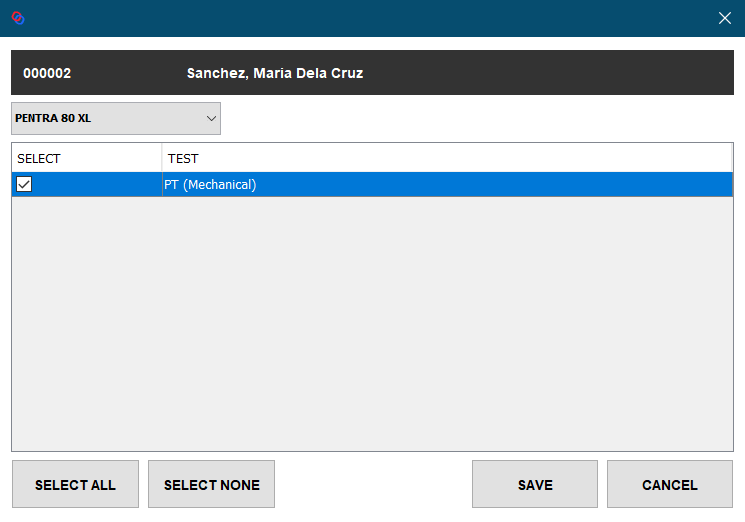 000002 Sanchez, Maria Dela Cruz
PENTRA 80 XL
SELECT TEST
PT (Mechanical)
SELECT ALL SELECT NONE SAVE CANCEL